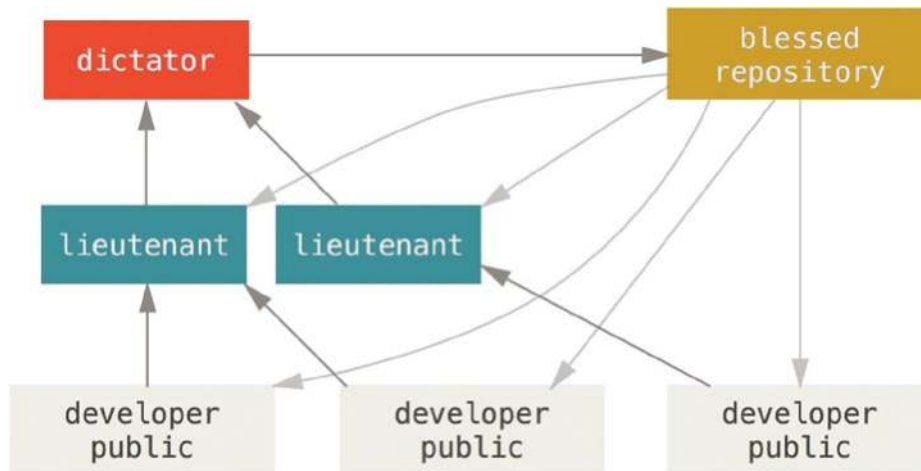 dictator
blessed
repository
lieutenant
lieutenant
developer
public
developer
public
developer
public